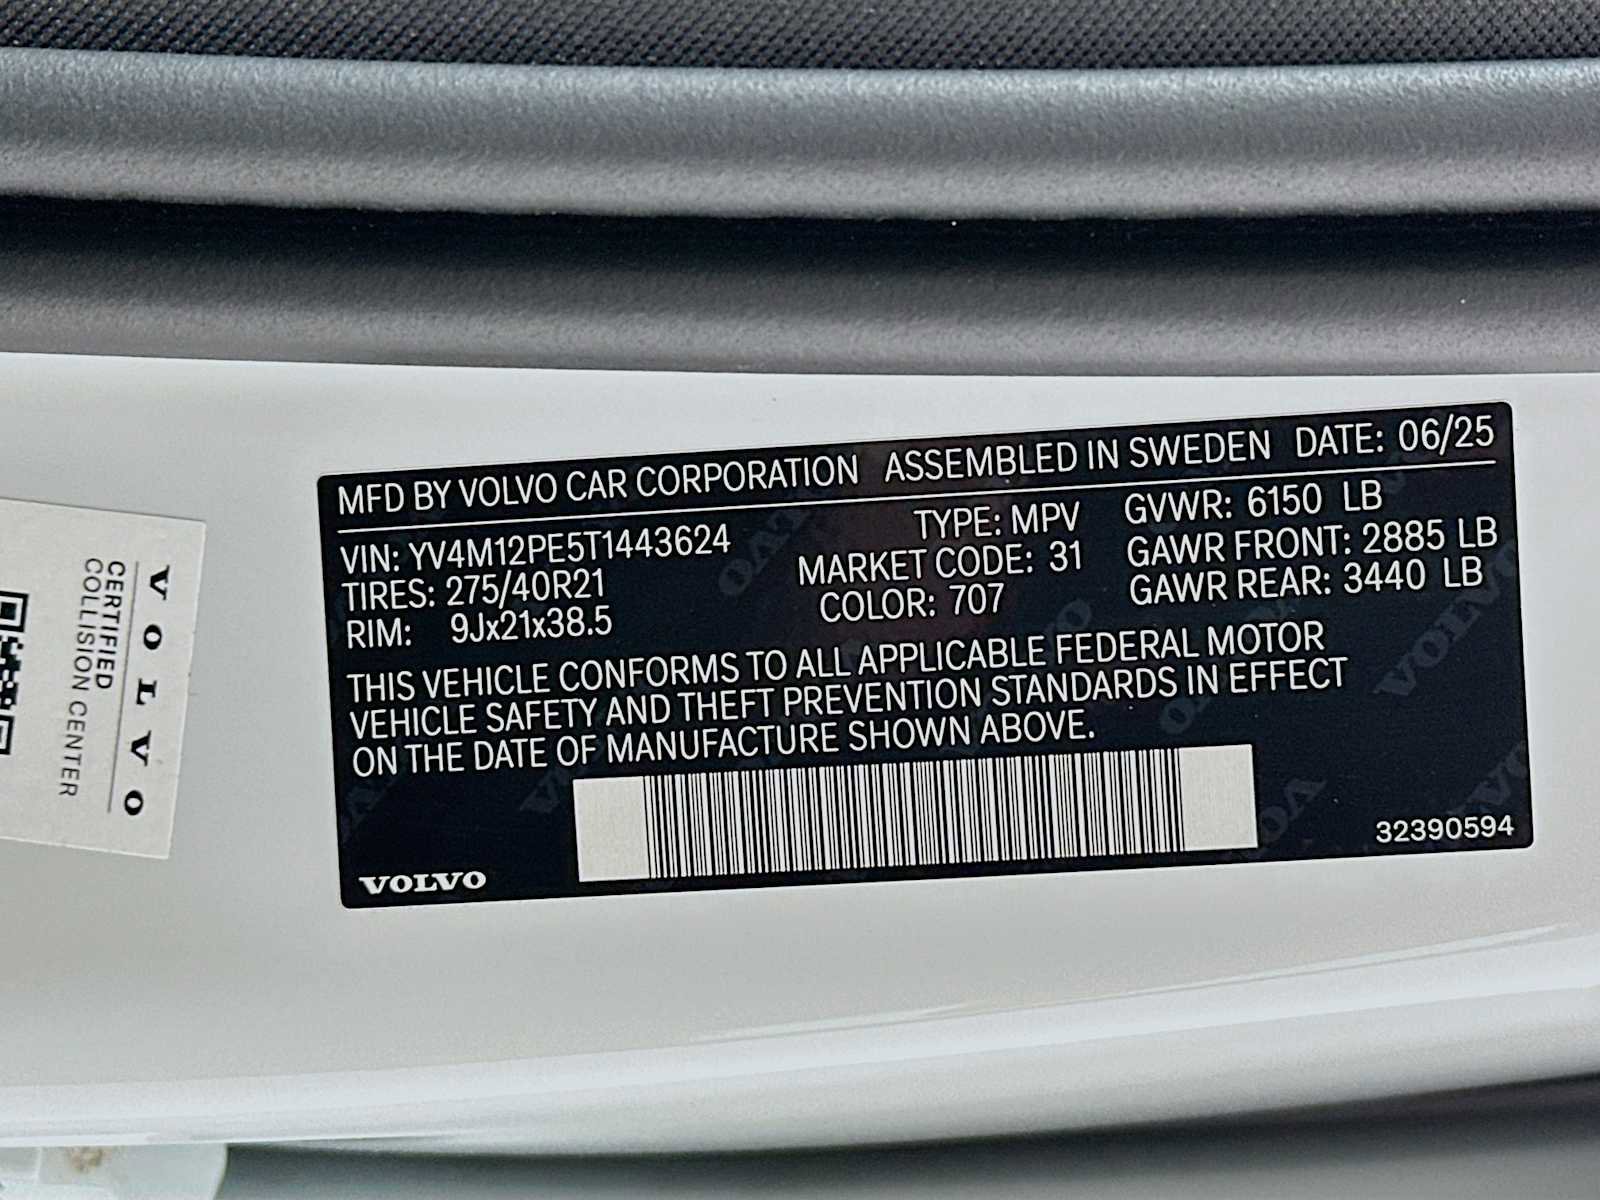 MFD BY VOLVO CAR CORPORATION ASSEMBLED IN SWEDEN DATE: 06/25
VIN: YV4M12PE5T1443624 TYPE: MPV GVWR: 6150 LB
TIRES: 275/40R21 MARKET CODE: 31 GAWR FRONT: 2885 LB
RIM: 9Jx21x38.5 COLOR: 707 GAWR REAR: 3440 LB
THIS VEHICLE CONFORMS TO ALL APPLICABLE FEDERAL MOTOR
VEHICLE SAFETY AND THEFT PREVENTION STANDARDS IN EFFECT
ON THE DATE OF MANUFACTURE SHOWN ABOVE.
VOLVO
32390594
VOLVO
CERTIFIED
COLLISION CENTER